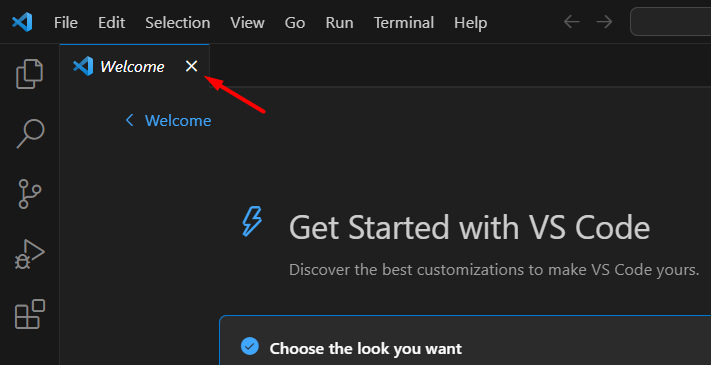 File Edit Selection View Go Run Terminal Help
Welcome
Welcome
Get Started with VS Code
Discover the best customizations to make VS Code yours.
Choose the look you want